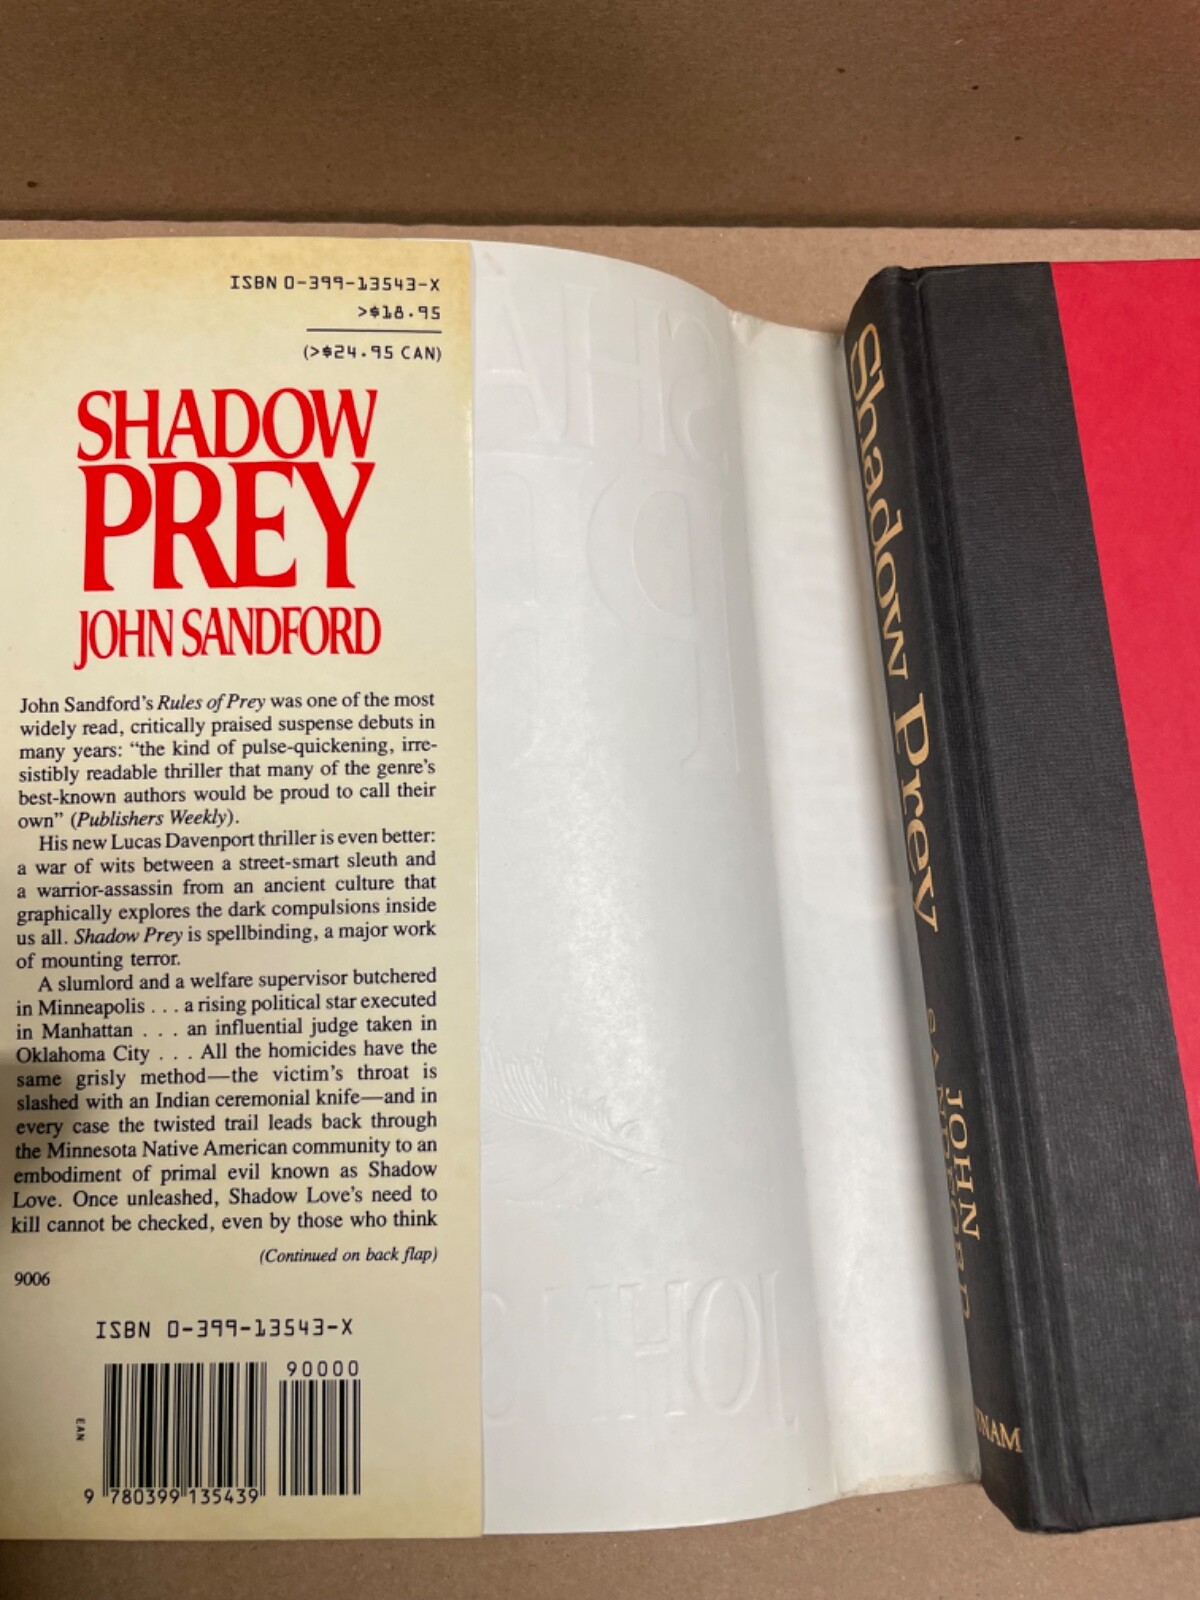 ISBN 0-399-13543-X
>$18.95
(>$24.95 CAN)
SHADOW
PREY
JOHN SANDFORD
John Sandford's Rules of Prey was one of the most
widely read, critically praised suspense debuts in
many years: “the kind of pulse-quickening, irre-
sistibly readable thriller that many of the genre's
best-known authors would be proud to call their
own” (Publishers Weekly).
His new Lucas Davenport thriller is even better:
a war of wits between a street-smart sleuth and
a warrior-assassin from an ancient culture that
graphically explores the dark compulsions inside
us all. Shadow Prey is spellbinding, a major work
of mounting terror.
A slumlord and a welfare supervisor butchered
in Minneapolis . . . a rising political star executed
in Manhattan . . . an influential judge taken in
Oklahoma City . . . All the homicides have the
same grisly method—the victim's throat is
slashed with an Indian ceremonial knife—and in
every case the twisted trail leads back through
the Minnesota Native American community to an
embodiment of primal evil known as Shadow
Love. Once unleashed, Shadow Love's need to
kill cannot be checked, even by those who think
(Continued on back flap)
9006
ISBN 0-399-13543-X
90000
EAN
9 780399 135439
Shadow Prey
JOHN
SANDFORD